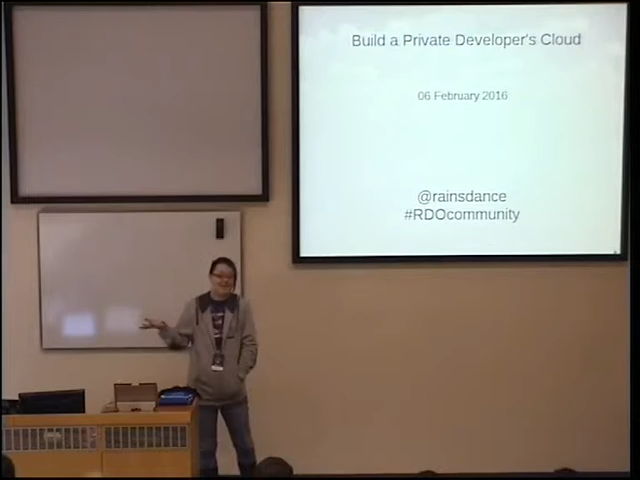 Build a Private Developer's Cloud
06 February 2016
@rainsdance
#RDOcommunity